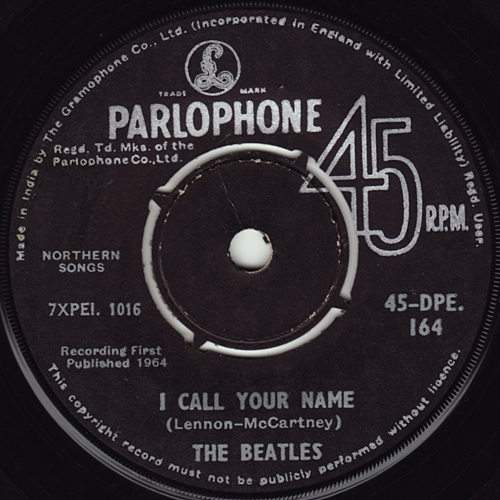 Made in India by The Gramophone Co., Ltd. (Incorporated in England with Limited Liability) Regd. User.
TRADE MARK
PARLOPHONE
Regd. Td. Mks. of the
Parlophone Co., Ltd.
45 R.P.M.
NORTHERN
SONGS
7XPEI. 1016
45-DPE.
164
Recording First
Published 1964
I CALL YOUR NAME
(Lennon-McCartney)
THE BEATLES
This copyright record must not be publicly performed without licence.